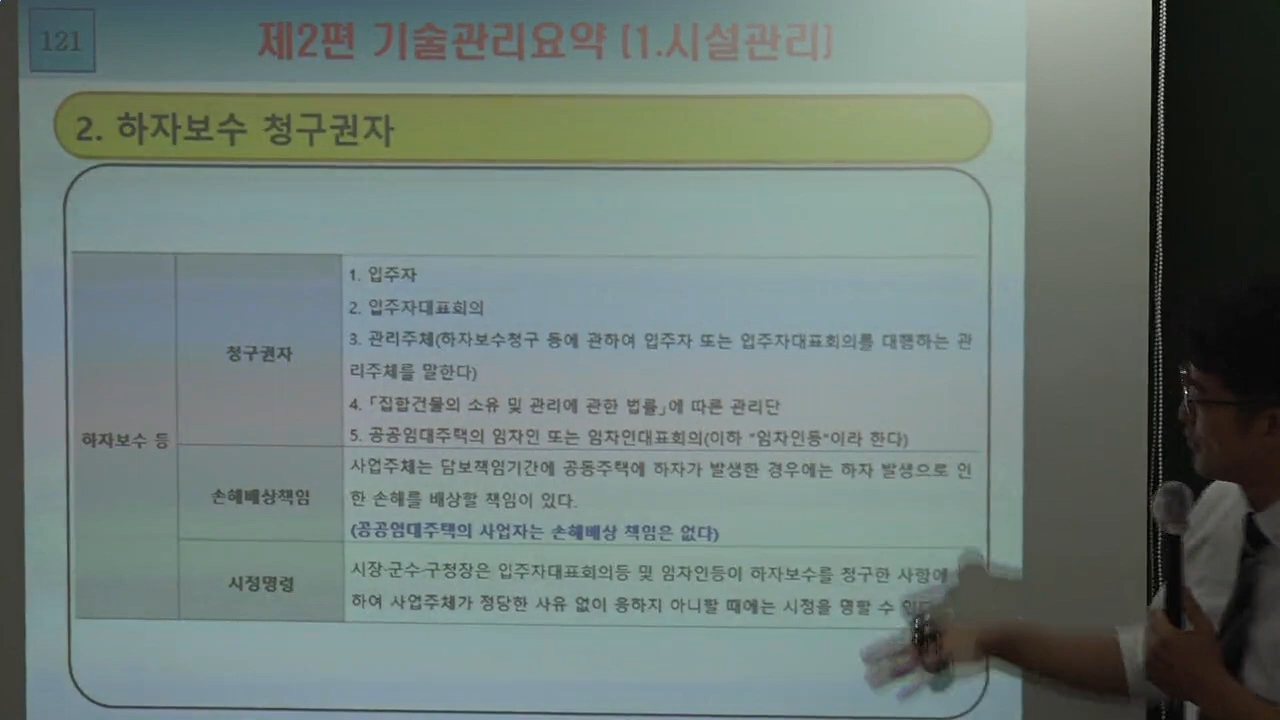 121
제2편 기술관리요약 [1.시설관리]
2. 하자보수 청구권자
하자보수 등
청구권자
1. 입주자
2. 입주자대표회의
3. 관리주체(하자보수청구 등에 관하여 입주자 또는 입주자대표회의를 대행하는 관
리주체를 말한다)
4. 「집합건물의 소유 및 관리에 관한 법률」에 따른 관리단
5. 공공임대주택의 임차인 또는 임차인대표회의(이하 "임차인등"이라 한다)
손해배상책임
사업주체는 담보책임기간에 공동주택에 하자가 발생한 경우에는 하자 발생으로 인
한 손해를 배상할 책임이 있다.
(공공임대주택의 사업자는 손해배상 책임은 없다)
시정명령
시장·군수·구청장은 입주자대표회의등 및 임차인등이 하자보수를 청구한 사항에
하여 사업주체가 정당한 사유 없이 응하지 아니할 때에는 시정을 명할 수